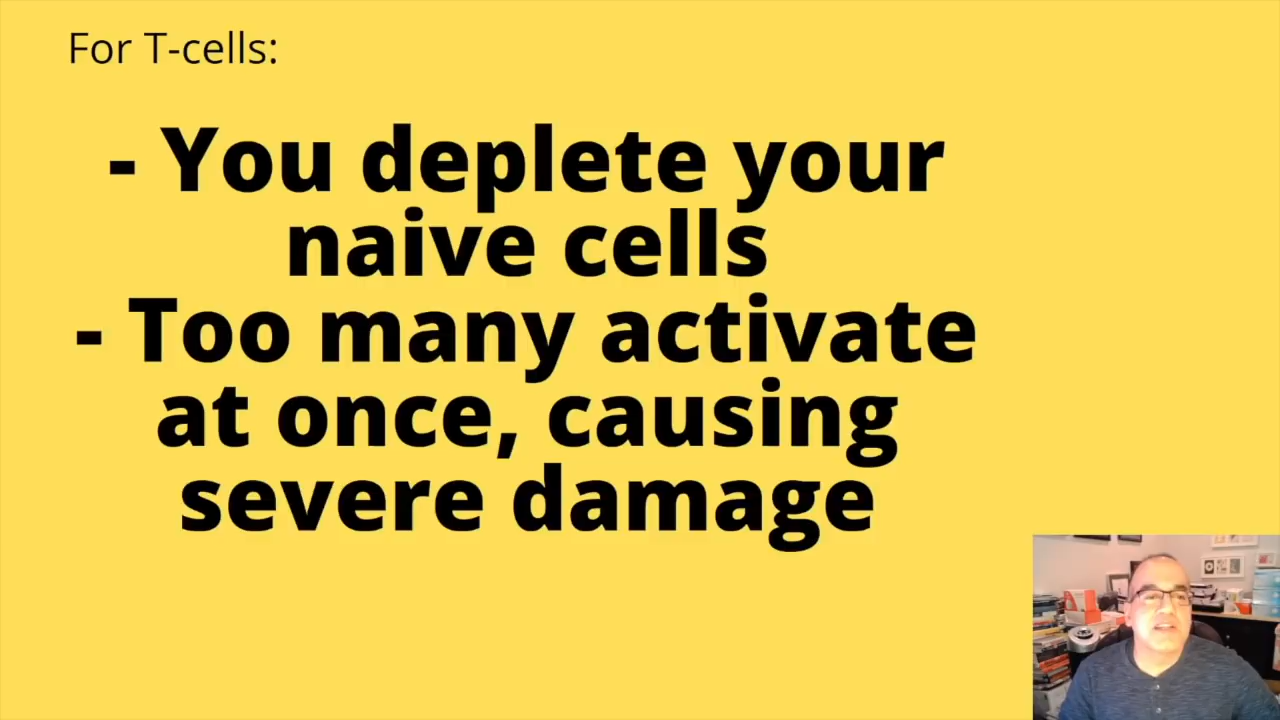 For T-cells:
- You deplete your
naive cells
- Too many activate
at once, causing
severe damage